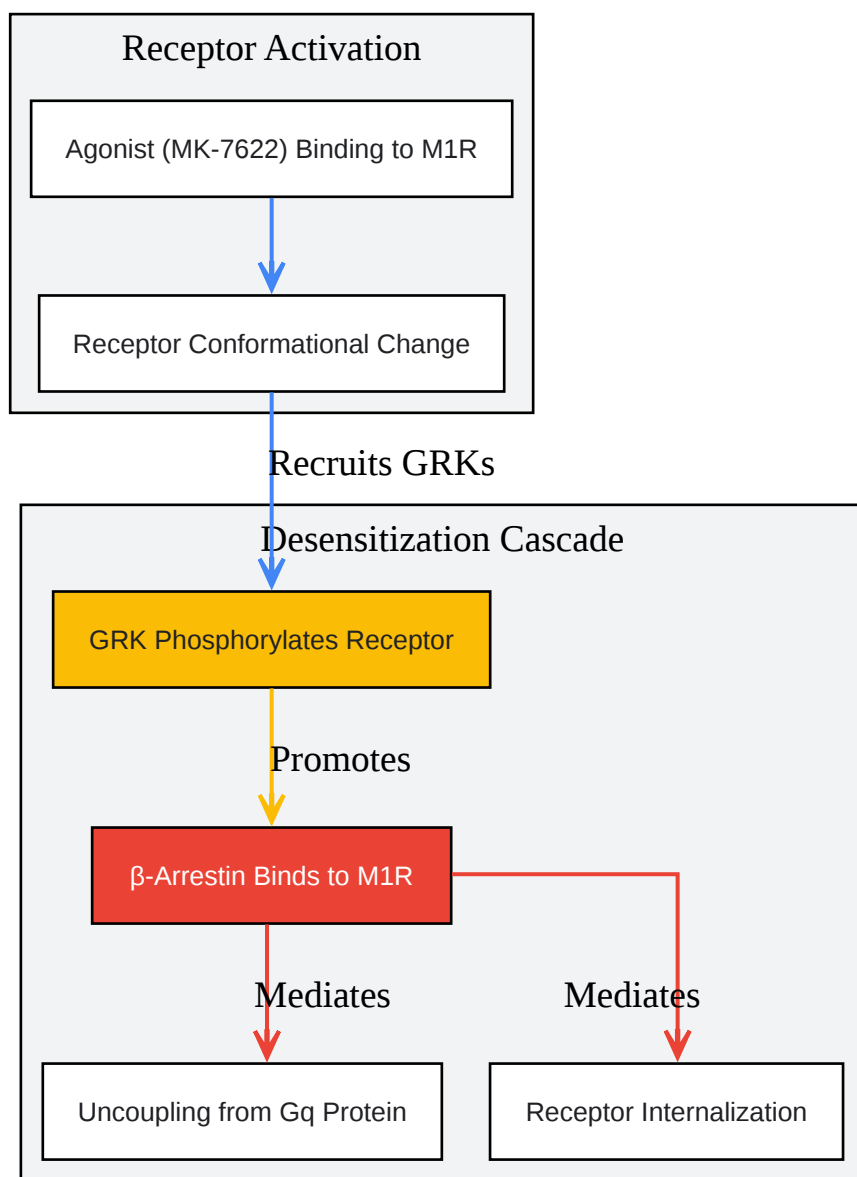 Receptor Activation
Agonist (MK-7622) Binding to M1R
Receptor Conformational Change
Recruits GRKs
Desensitization Cascade
GRK Phosphorylates Receptor
Promotes
β-Arrestin Binds to M1R
Mediates
Mediates
Uncoupling from Gq Protein
Receptor Internalization